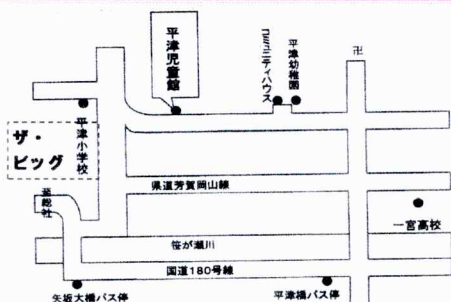 平津児童館
コミュニティハウス
平津幼稚園
卍
平津小学校
ザ・
ビッグ
県道芳賀岡山線
至総社
一宮高校
笹が瀬川
国道180号線
矢坂大橋バス停
平津橋バス停